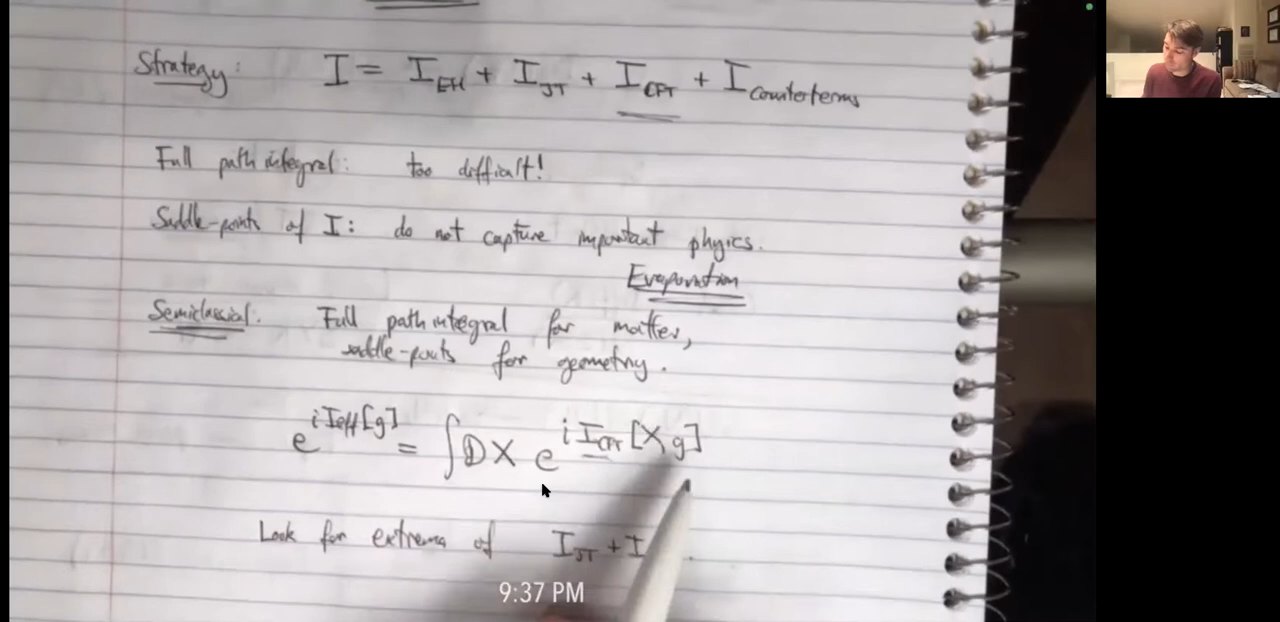 Strategy: I = I_EH + I_JT + I_CFT + I_counterterms
Full path integral: too difficult!
Saddle-points of I: do not capture important physics.
Evaporation
Semiclassical. Full path integral for matter,
saddle-points for geometry.
e^{i Ieff[g]} = ∫DX e^{i I_CFT [X, g]}
Look for extrema of I_JT + I
9:37 PM